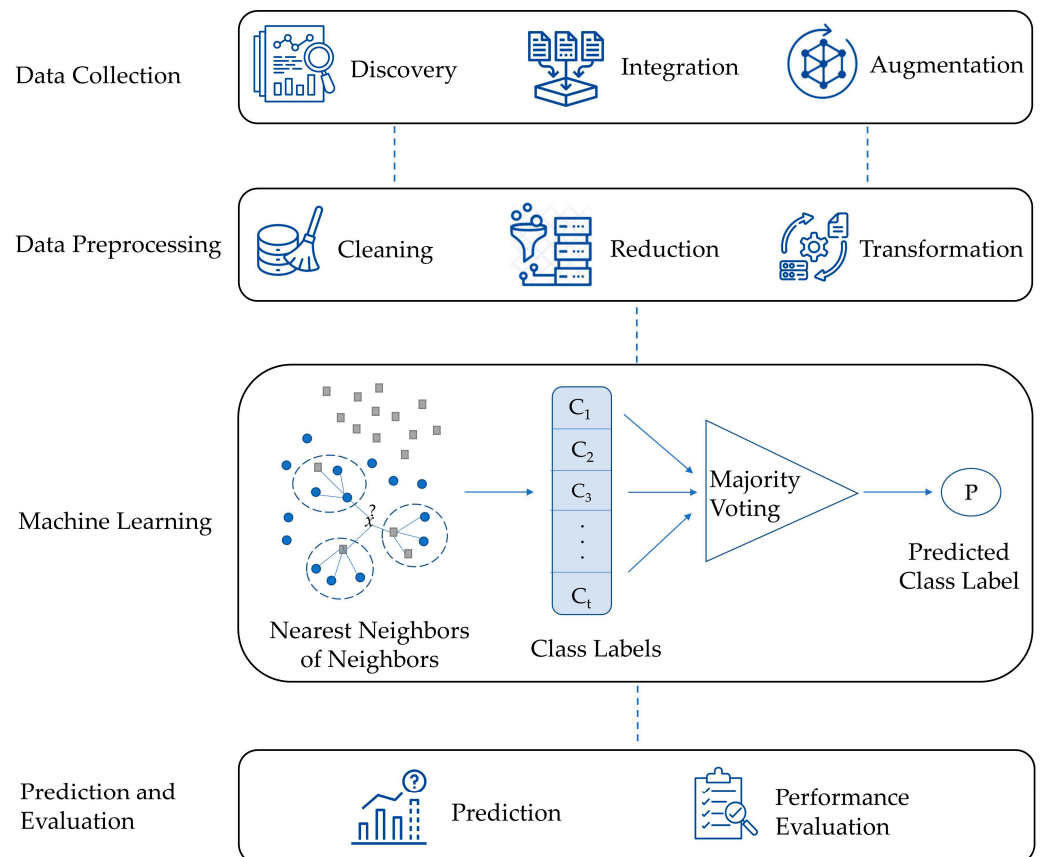 Data Collection
Discovery
Integration
Augmentation
Data Preprocessing
Cleaning
Reduction
Transformation
Machine Learning
?
x
Nearest Neighbors
of Neighbors
C1
C2
C3
.
.
.
Ct
Class Labels
Majority
Voting
P
Predicted
Class Label
Prediction and
Evaluation
?
Prediction
Performance
Evaluation